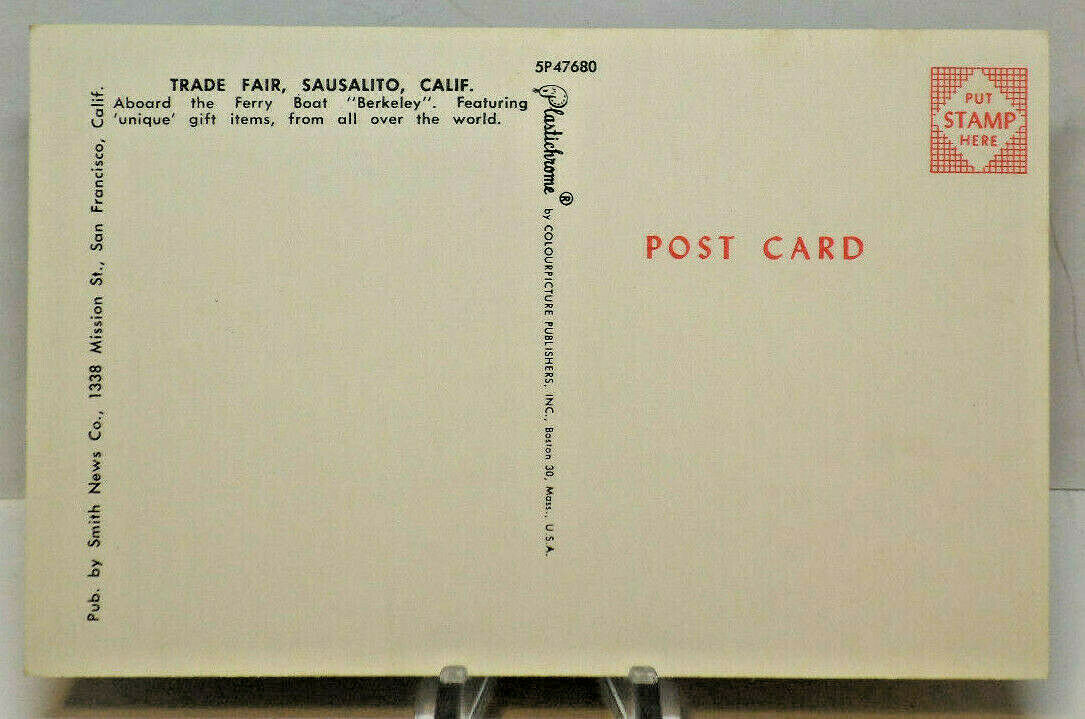 TRADE FAIR, SAUSALITO, CALIF.
Aboard the Ferry Boat "Berkeley". Featuring
'unique' gift items, from all over the world.
Pub. by Smith News Co., 1338 Mission St., San Francisco, Calif.
5P47680
Plastichrome® by COLOURPICTURE PUBLISHERS, INC., Boston 30, Mass., U.S.A.
PUT
STAMP
HERE
POST CARD